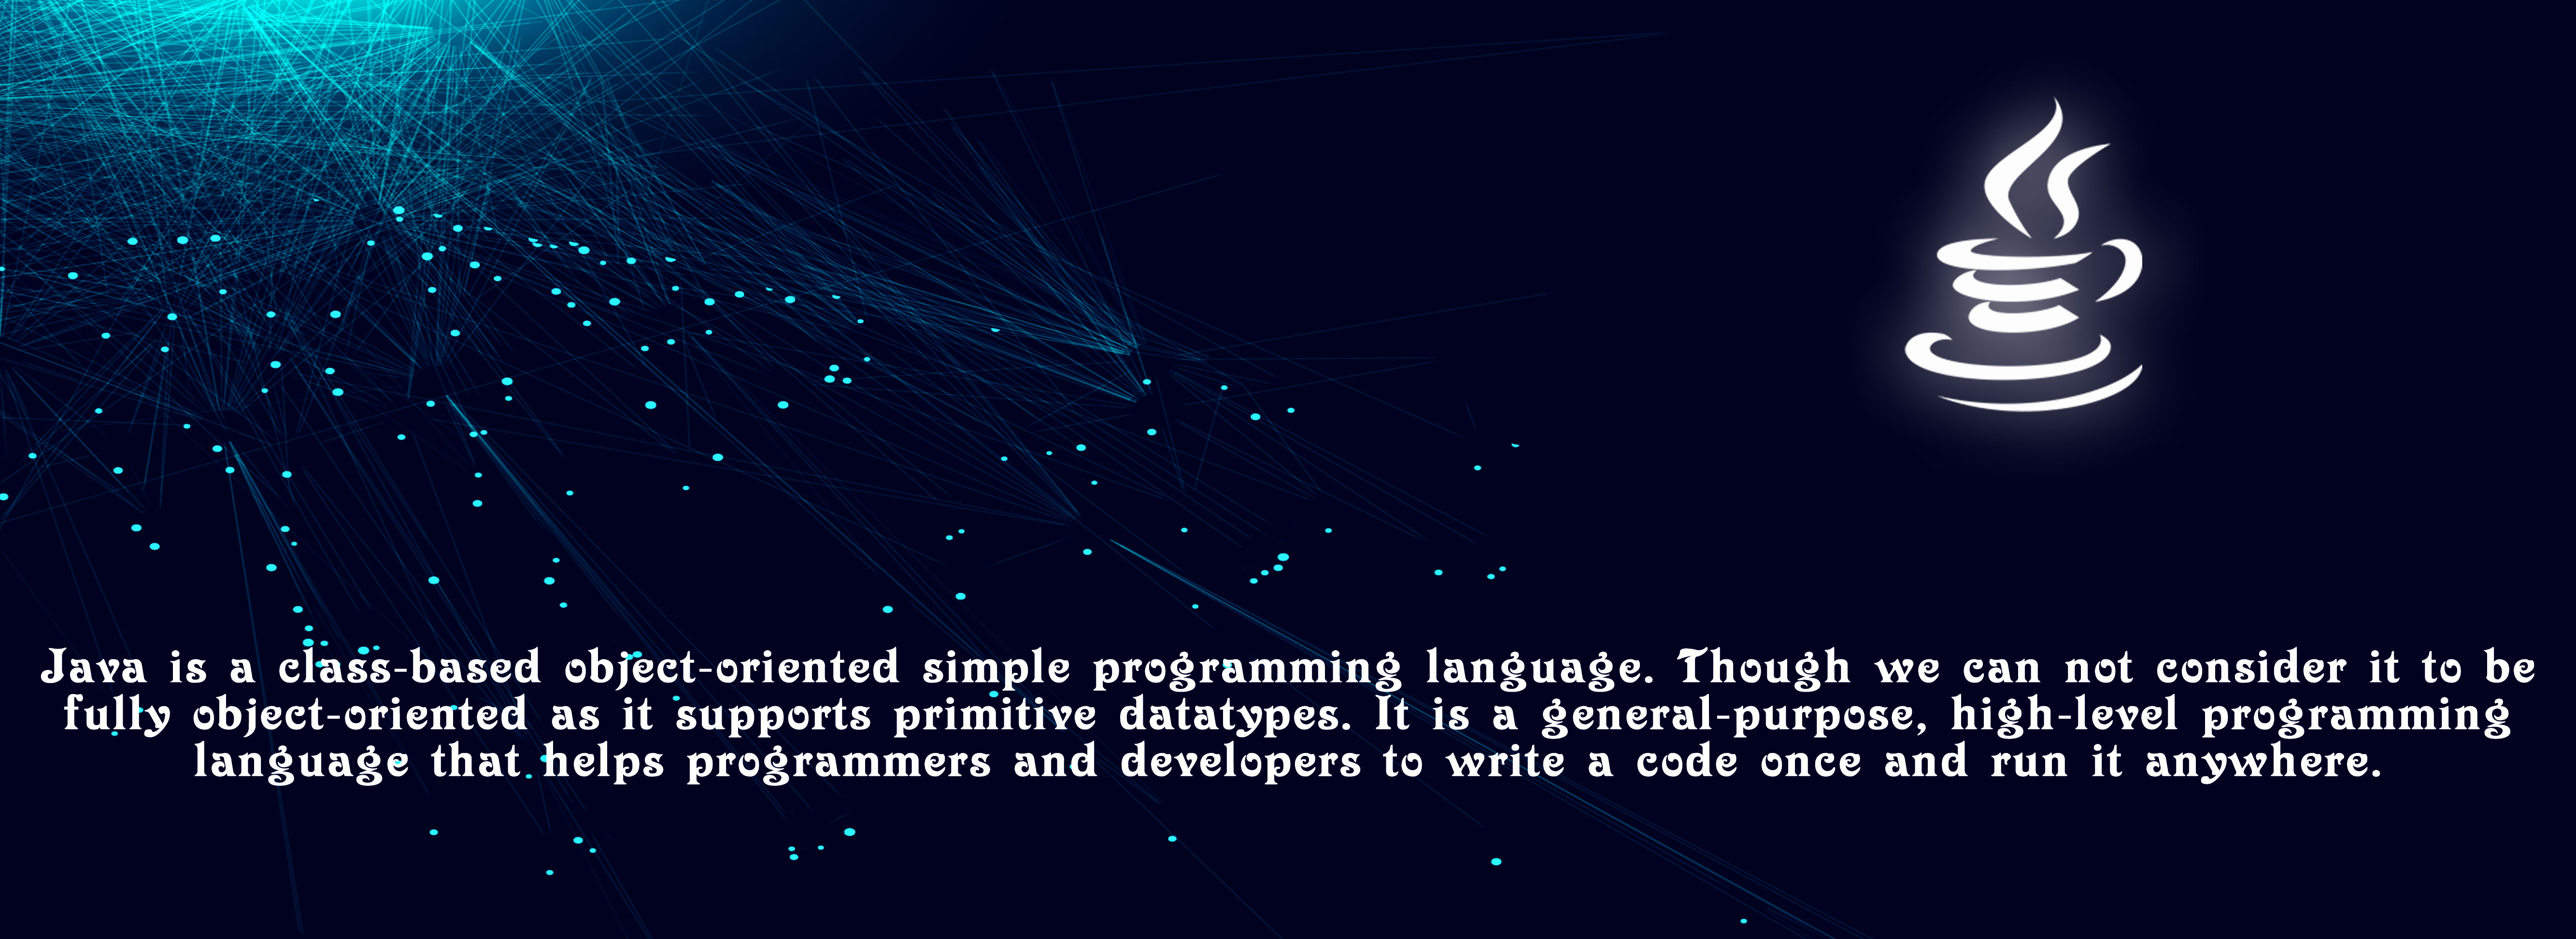 Java is a class-based object-oriented simple programming language. Though we can not consider it to be
fully object-oriented as it supports primitive datatypes. It is a general-purpose, high-level programming
language that helps programmers and developers to write a code once and run it anywhere.